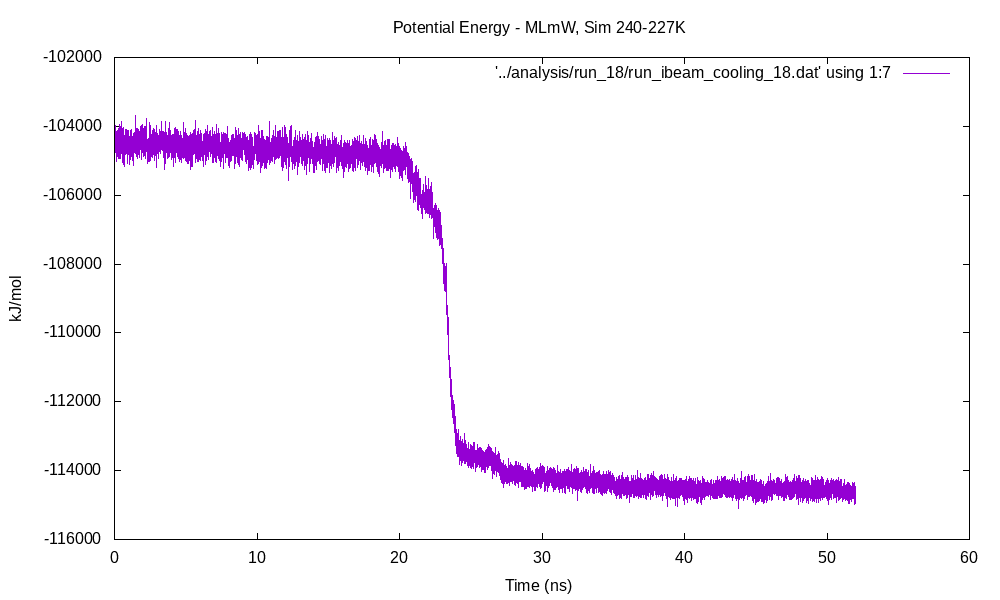 Potential Energy - MLmW, Sim 240-227K
'../analysis/run_18/run_ibeam_cooling_18.dat' using 1:7
-102000
-104000
-106000
-108000
-110000
-112000
-114000
-116000
kJ/mol
0 10 20 30 40 50 60
Time (ns)